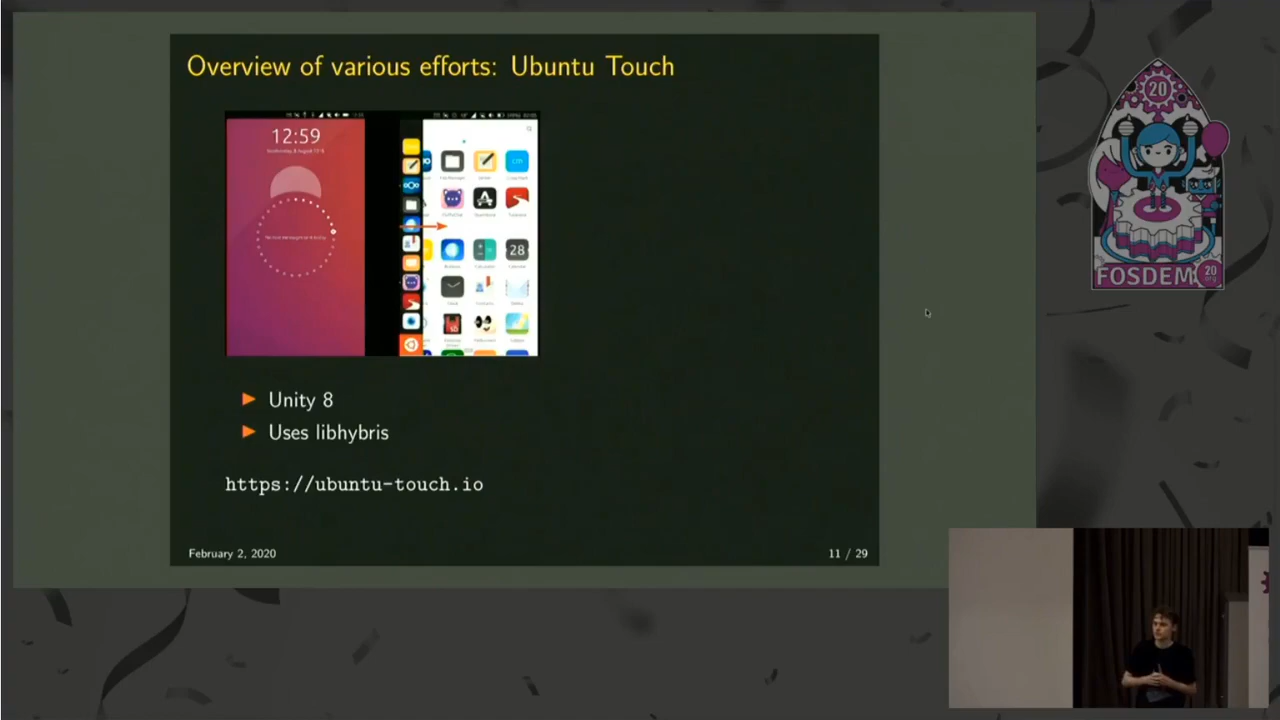 Overview of various efforts: Ubuntu Touch
12:59
28
Unity 8
Uses libhybris
https://ubuntu-touch.io
February 2, 2020
11 / 29
20
FOSDEM
20
.org